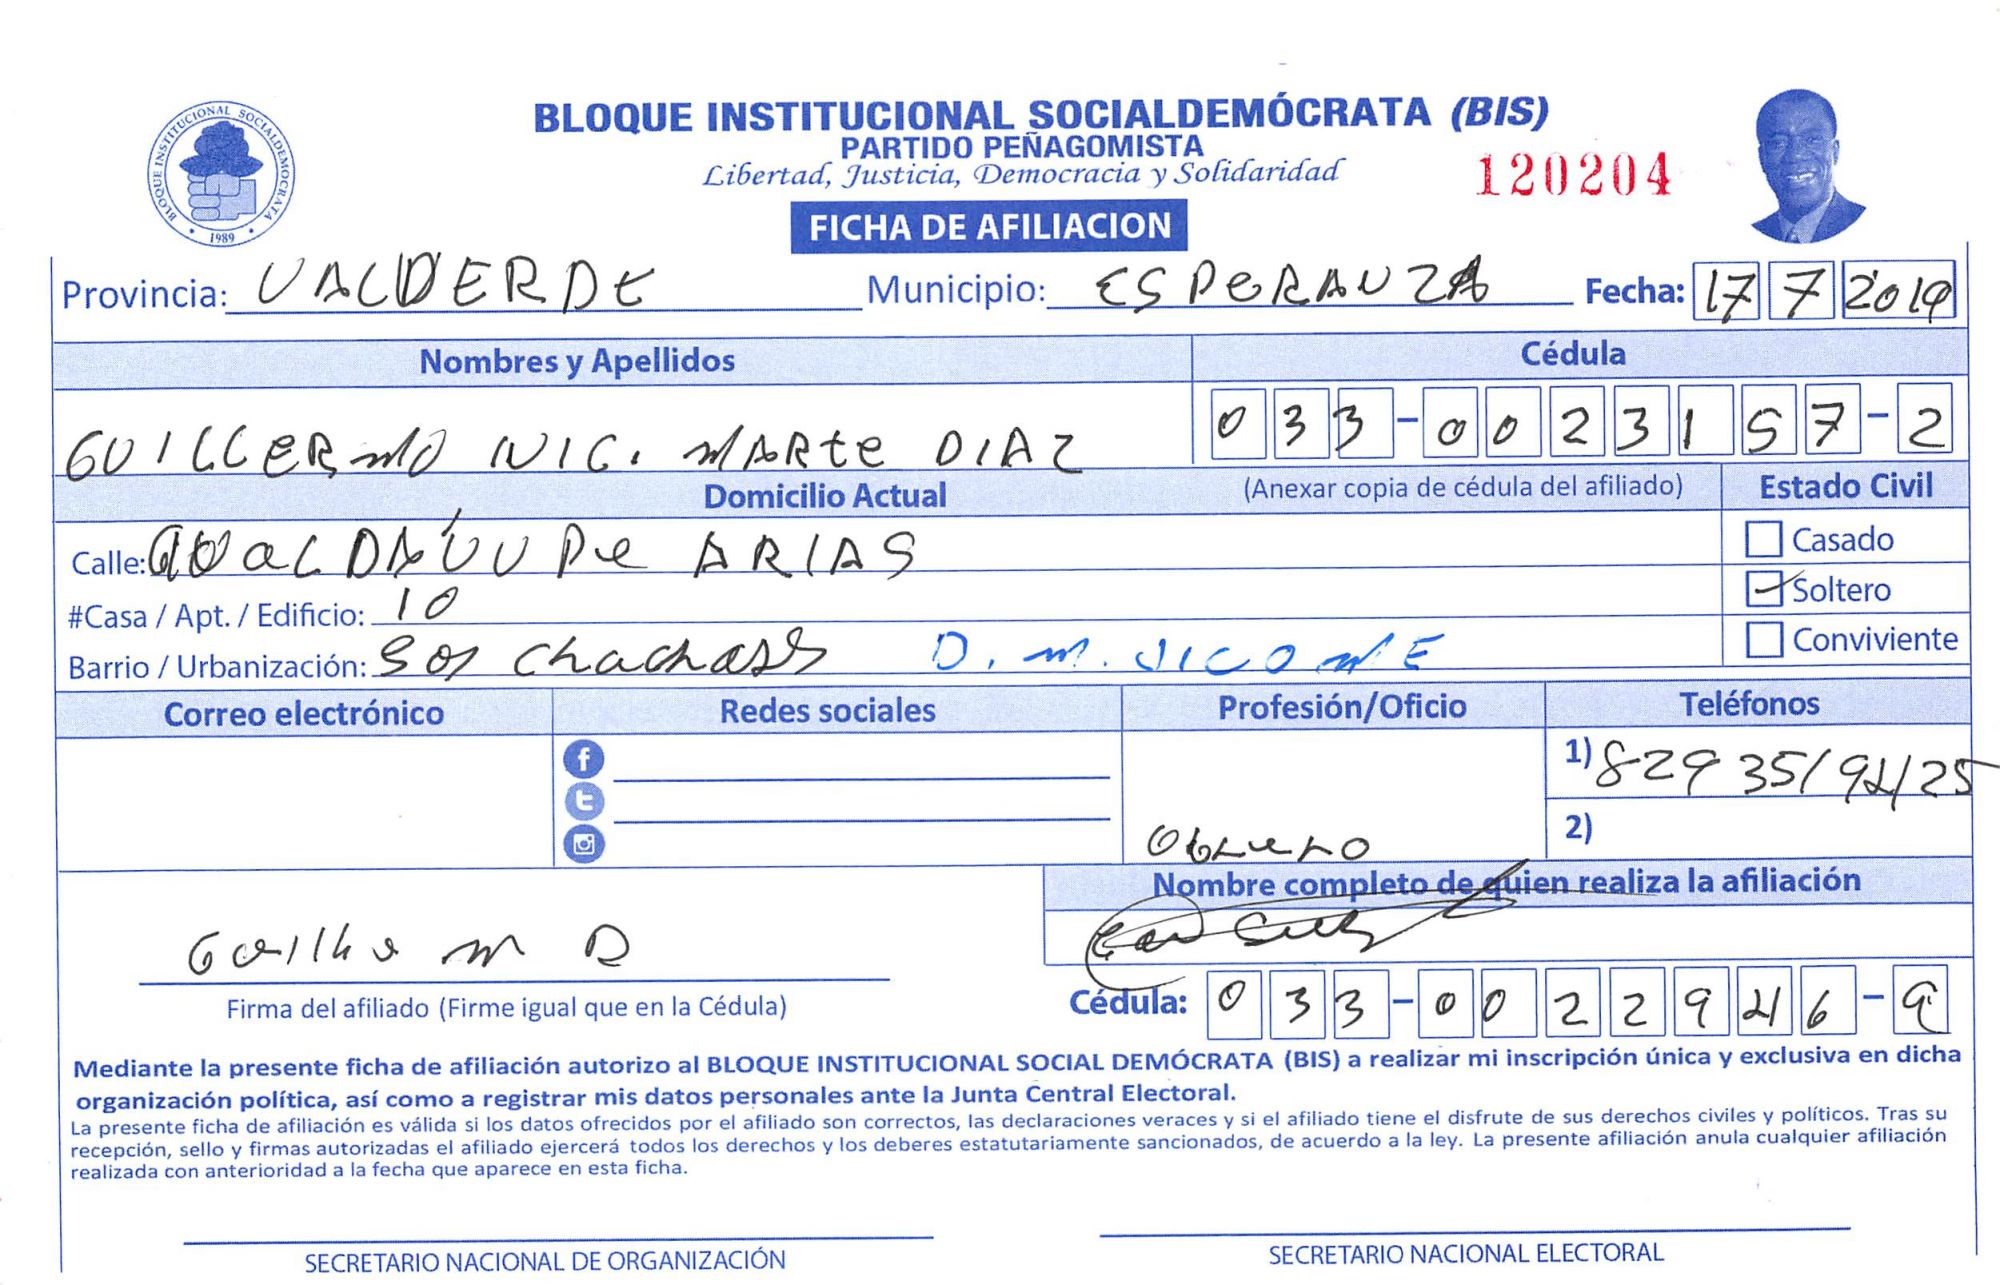 BLOQUE INSTITUCIONAL SOCIALDEMÓCRATA (BIS)
PARTIDO PEÑAGOMISTA
Libertad, Justicia, Democracia y Solidaridad
120204
BLOQUE INSTITUCIONAL SOCIALDEMOCRATA
1989
FICHA DE AFILIACION
Provincia: VALDERDE Municipio: ESPERANZA Fecha: 17 7 2019
Nombres y Apellidos Cédula
GUILLERMO NIC. MARTE DIAZ 033-0023157-2
Domicilio Actual (Anexar copia de cédula del afiliado) Estado Civil
Calle: ARIAS Casado
#Casa / Apt. / Edificio: 10 Soltero
Barrio / Urbanización: D. M. JICOME Conviviente
Correo electrónico Redes sociales Profesión/Oficio Teléfonos
1) 829 351 9425
2)
Obrero
Nombre completo de quien realiza la afiliación
M D
Firma del afiliado (Firme igual que en la Cédula) Cédula: 033-0022946-9
Mediante la presente ficha de afiliación autorizo al BLOQUE INSTITUCIONAL SOCIAL DEMÓCRATA (BIS) a realizar mi inscripción única y exclusiva en dicha
organización política, así como a registrar mis datos personales ante la Junta Central Electoral.
La presente ficha de afiliación es válida si los datos ofrecidos por el afiliado son correctos, las declaraciones veraces y si el afiliado tiene el disfrute de sus derechos civiles y políticos. Tras su
recepción, sello y firmas autorizadas el afiliado ejercerá todos los derechos y los deberes estatutariamente sancionados, de acuerdo a la ley. La presente afiliación anula cualquier afiliación
realizada con anterioridad a la fecha que aparece en esta ficha.
SECRETARIO NACIONAL DE ORGANIZACIÓN SECRETARIO NACIONAL ELECTORAL